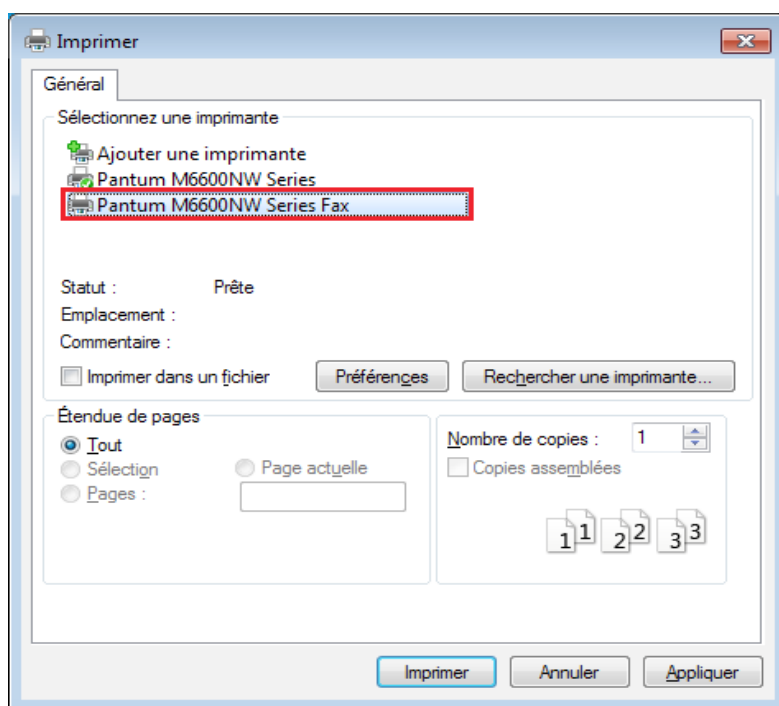 Imprimer
Général
Sélectionnez une imprimante
Ajouter une imprimante
Pantum M6600NW Series
Pantum M6600NW Series Fax
Statut : Prête
Emplacement :
Commentaire :
Imprimer dans un fichier Préférences Rechercher une imprimante...
Étendue de pages
Tout
Sélection Page actuelle
Pages :
Nombre de copies : 1
Copies assemblées
1 1 2 2 3 3
Imprimer Annuler Appliquer